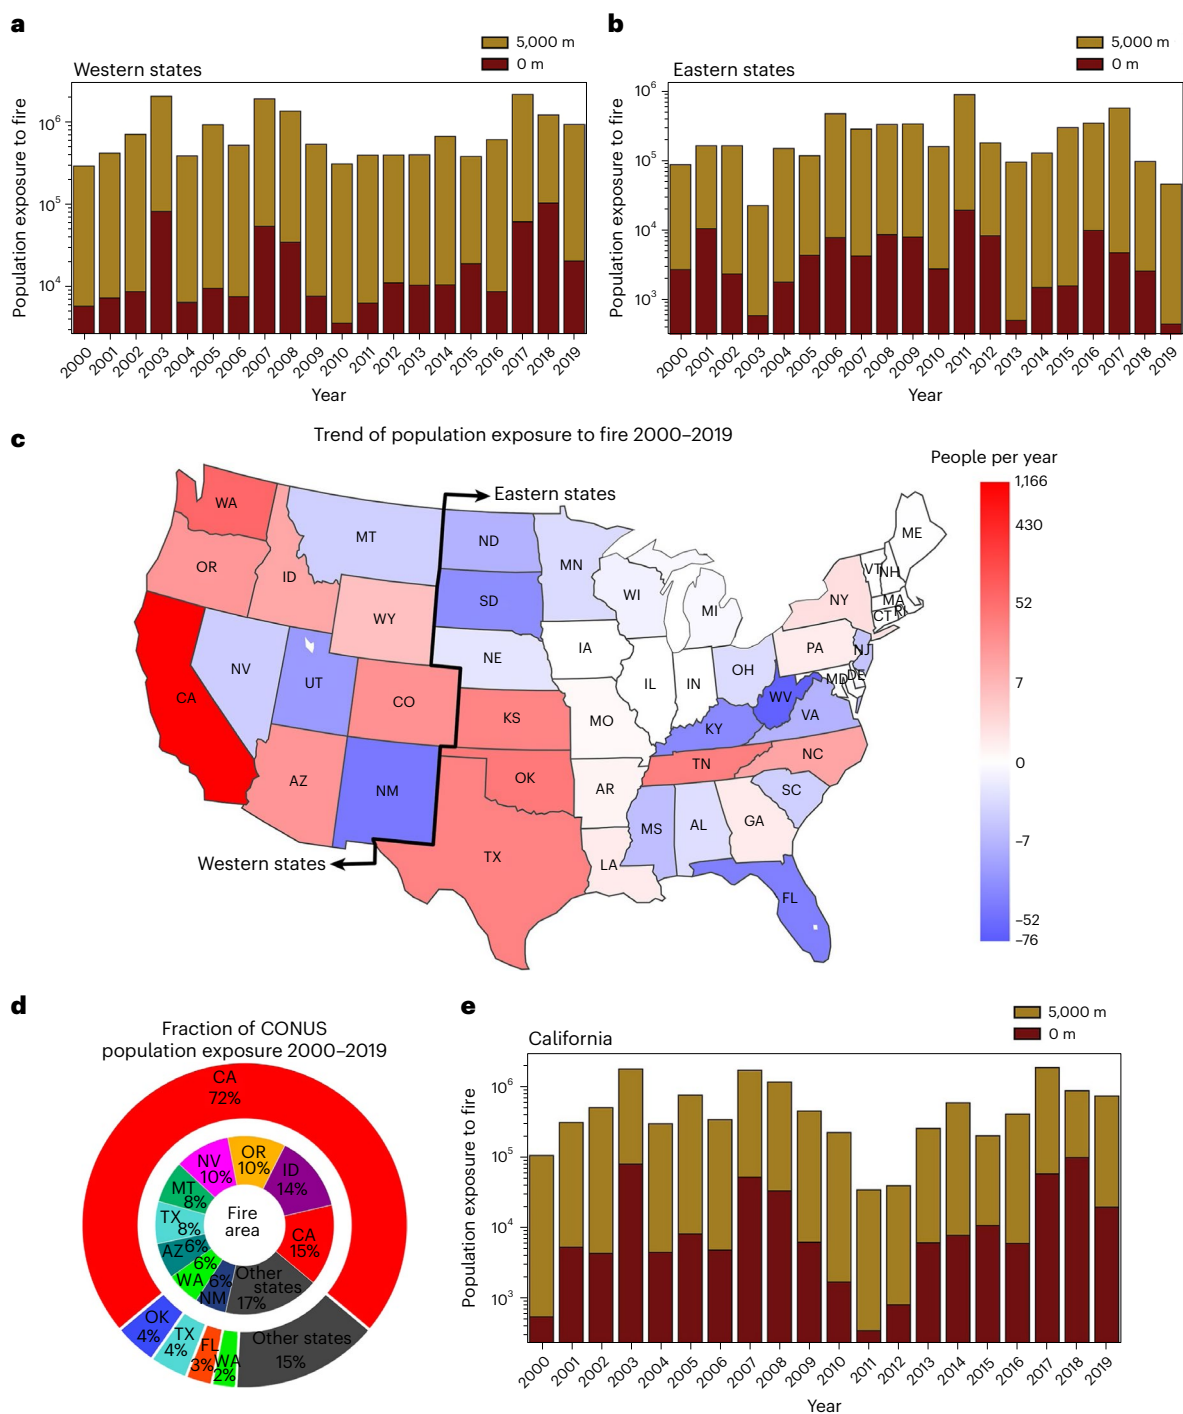 a
5,000 m
0 m
Western states
Population exposure to fire
10⁶
10⁵
10⁴
2000
2001
2002
2003
2004
2005
2006
2007
2008
2009
2010
2011
2012
2013
2014
2015
2016
2017
2018
2019
Year
b
5,000 m
0 m
Eastern states
Population exposure to fire
10⁶
10⁵
10⁴
10³
2000
2001
2002
2003
2004
2005
2006
2007
2008
2009
2010
2011
2012
2013
2014
2015
2016
2017
2018
2019
Year
c
Trend of population exposure to fire 2000–2019
People per year
1,166
430
52
7
0
−7
−52
−76
Eastern states
Western states
WA
OR
ID
MT
WY
CA
NV
UT
CO
AZ
NM
ND
SD
NE
KS
OK
TX
MN
IA
MO
AR
LA
WI
IL
MI
IN
OH
KY
TN
MS
AL
GA
FL
SC
NC
VA
WV
PA
NY
NJ
MD
DE
VT
NH
ME
MA
CT
RI
d
Fraction of CONUS
population exposure 2000–2019
CA
72%
OK
4%
TX
4%
FL
3%
WA
2%
Other states
15%
Fire
area
OR
10%
ID
14%
CA
15%
Other
states
17%
NM
6%
WA
6%
AZ
6%
TX
8%
MT
8%
NV
10%
e
5,000 m
0 m
California
Population exposure to fire
10⁶
10⁵
10⁴
10³
2000
2001
2002
2003
2004
2005
2006
2007
2008
2009
2010
2011
2012
2013
2014
2015
2016
2017
2018
2019
Year